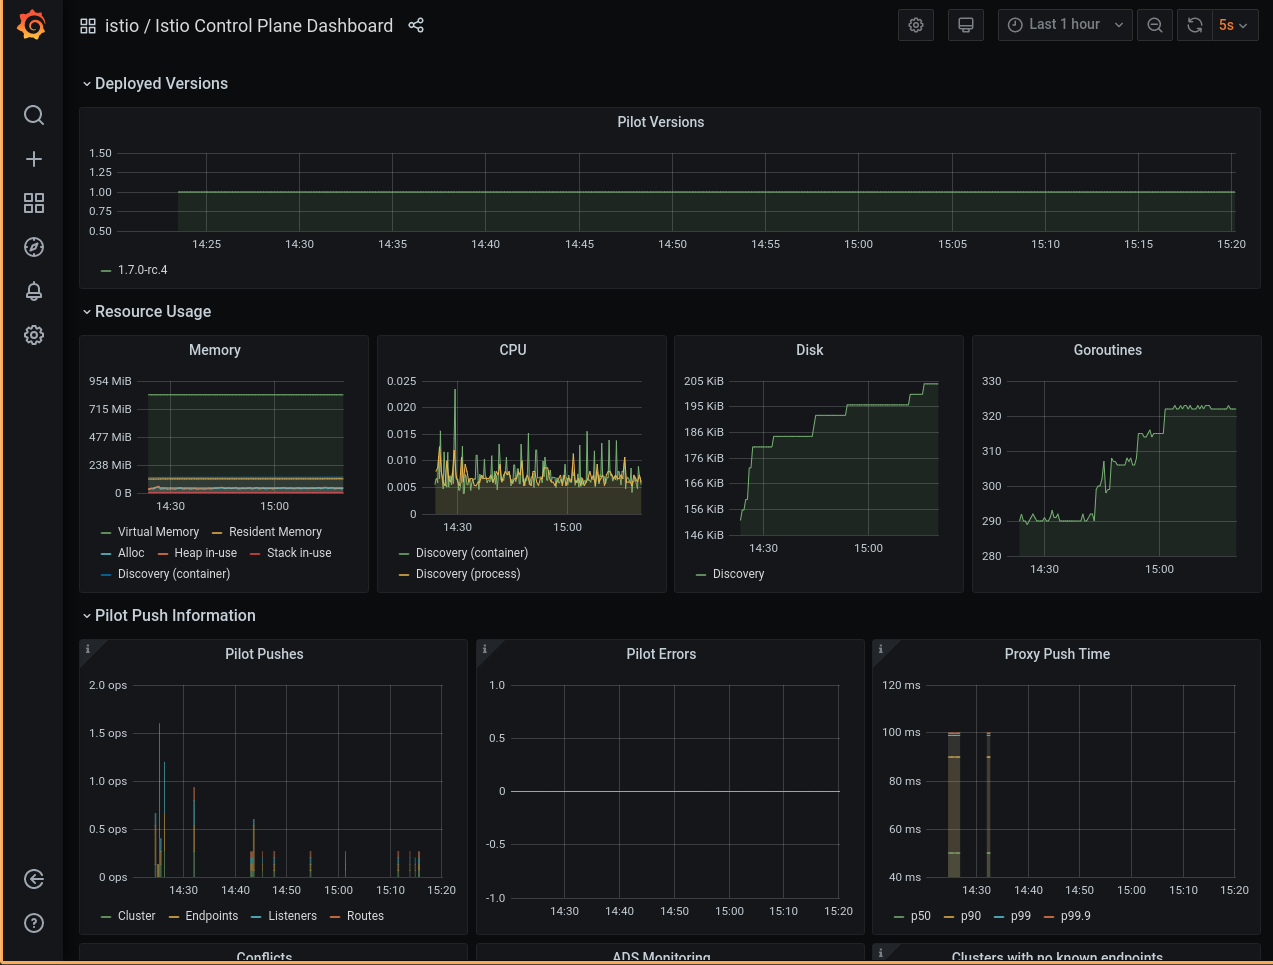 istio / Istio Control Plane Dashboard
Last 1 hour
5s
Deployed Versions
Pilot Versions
1.50
1.25
1.00
0.75
0.50
14:25 14:30 14:35 14:40 14:45 14:50 14:55 15:00 15:05 15:10 15:15 15:20
1.7.0-rc.4
Resource Usage
Memory
954 MiB
715 MiB
477 MiB
238 MiB
0 B
14:30 15:00
Virtual Memory Resident Memory
Alloc Heap in-use Stack in-use
Discovery (container)
CPU
0.025
0.020
0.015
0.010
0.005
0
14:30 15:00
Discovery (container)
Discovery (process)
Disk
205 KiB
195 KiB
186 KiB
176 KiB
166 KiB
156 KiB
146 KiB
14:30 15:00
Discovery
Goroutines
330
320
310
300
290
280
14:30 15:00
Pilot Push Information
Pilot Pushes
2.0 ops
1.5 ops
1.0 ops
0.5 ops
0 ops
14:30 14:40 14:50 15:00 15:10 15:20
Cluster Endpoints Listeners Routes
Pilot Errors
1.0
0.5
0
-0.5
-1.0
14:30 14:40 14:50 15:00 15:10 15:20
Proxy Push Time
120 ms
100 ms
80 ms
60 ms
40 ms
14:30 14:40 14:50 15:00 15:10 15:20
p50 p90 p99 p99.9
Conflicts
ADS Monitoring
Clusters with no known endpoints